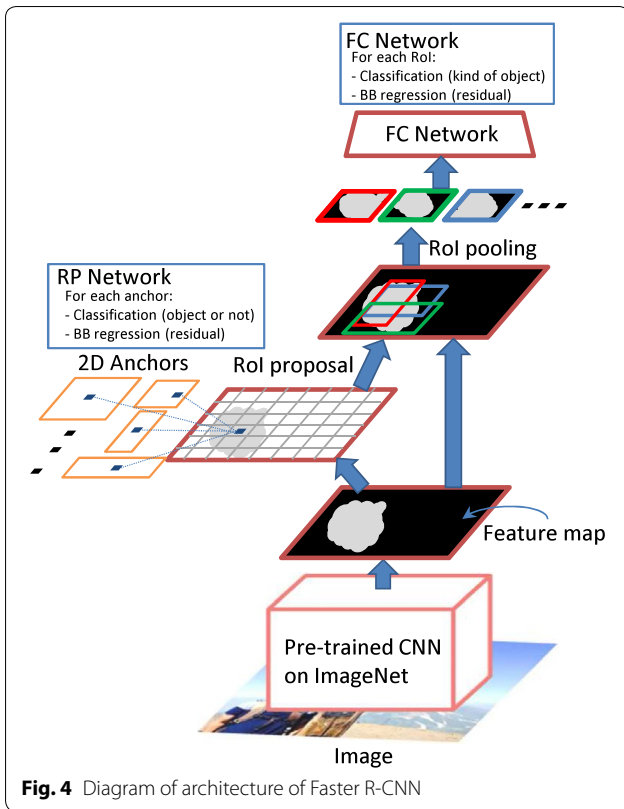 FC Network
For each RoI:
- Classification (kind of object)
- BB regression (residual)
FC Network
RoI pooling
RP Network
For each anchor:
- Classification (object or not)
- BB regression (residual)
2D Anchors
RoI proposal
Feature map
Pre-trained CNN
on ImageNet
Image
Fig. 4 Diagram of architecture of Faster R-CNN